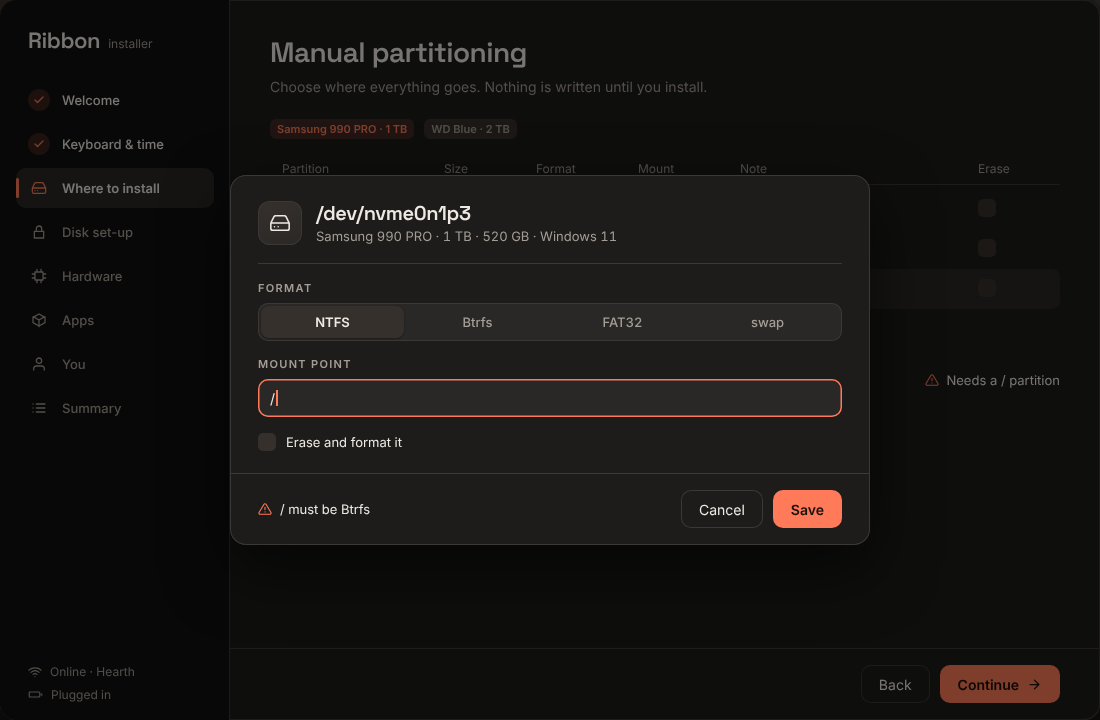 Ribbon installer
Welcome
Keyboard & time
Where to install
Disk set-up
Hardware
Apps
You
Summary
Online · Hearth
Plugged in
Manual partitioning
Choose where everything goes. Nothing is written until you install.
Samsung 990 PRO · 1 TB WD Blue · 2 TB
Partition Size Format Mount Note Erase
/dev/nvme0n1p3
Samsung 990 PRO · 1 TB · 520 GB · Windows 11
FORMAT
NTFS Btrfs FAT32 swap
MOUNT POINT
/
Erase and format it
/ must be Btrfs
Cancel Save
Needs a / partition
Back Continue